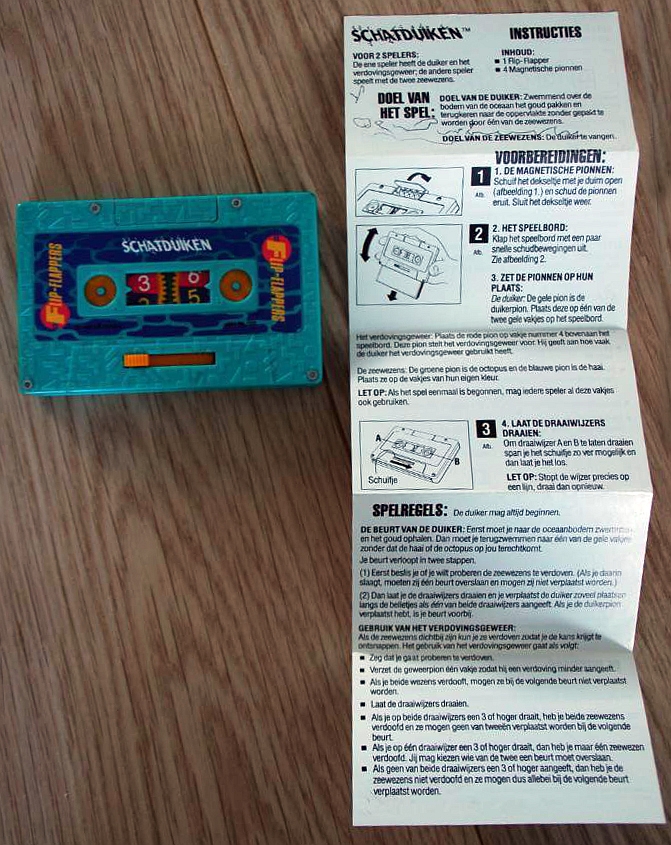 SCHATDUIKEN
FLIP-FLAPPERS
FLIP-FLAPPERS
3
6
5
SCHATDUIKEN™
INSTRUCTIES
VOOR 2 SPELERS:
De ene speler heeft de duiker en het
verdovingsgeweer; de andere speler
speelt met de twee zeewezens.
INHOUD:
■ 1 Flip-Flapper
■ 4 Magnetische pionnen
DOEL VAN
HET SPEL:
DOEL VAN DE DUIKER: Zwemmend over de
bodem van de oceaan het goud pakken en
terugkeren naar de oppervlakte zonder gepakt te
worden door één van de zeewezens.
DOEL VAN DE ZEEWEZENS: De duiker te vangen.
VOORBEREIDINGEN:
1
Afb.
1. DE MAGNETISCHE PIONNEN:
Schuif het dekseltje met je duim open
(afbeelding 1.) en schud de pionnen
eruit. Sluit het dekseltje weer.
2
Afb.
2. HET SPELBORD:
Klap het spelbord met een paar
snelle schudbewegingen uit.
Zie afbeelding 2.
3. ZET DE PIONNEN OP HUN
PLAATS:
De duiker: De gele pion is de
duikerpion. Plaats deze op één van de
twee gele vakjes op het spelbord.
Het verdovingsgeweer: Plaats de rode pion op vakje nummer 4 bovenaan het
spelbord. Deze pion stelt het verdovingsgeweer voor. Hij geeft aan hoe vaak
de duiker het verdovingsgeweer gebruikt heeft.
De zeewezens: De groene pion is de octopus en de blauwe pion is de haai.
Plaats ze op de vakjes van hun eigen kleur.
LET OP: Als het spel eenmaal is begonnen, mag iedere speler al deze vakjes
ook gebruiken.
A
B
Schuifje
3
Afb.
4. LAAT DE DRAAIWIJZERS
DRAAIEN:
Om draaiwijzer A en B te laten draaien
span je het schuifje zo ver mogelijk en
dan laat je het los.
LET OP: Stopt de wijzer precies op
een lijn, draai dan opnieuw.
SPELREGELS: De duiker mag altijd beginnen.
DE BEURT VAN DE DUIKER: Eerst moet je naar de oceaanbodem zwemmen
en het goud ophalen. Dan moet je terugzwemmen naar één van de gele vakjes
zonder dat de haai of de octopus op jou terechtkomt.
Je beurt verloopt in twee stappen.
(1) Eerst beslis je of je wilt proberen de zeewezens te verdoven. (Als je daarin
slaagt, moeten zij één beurt overslaan en mogen zij niet verplaatst worden.)
(2) Dan laat je de draaiwijzers draaien en je verplaatst de duiker zoveel plaatsen
langs de belletjes als één van beide draaiwijzers aangeeft. Als je de duikerpion
verplaatst hebt, is je beurt voorbij.
GEBRUIK VAN HET VERDOVINGSGEWEER:
Als de zeewezens dichtbij zijn kun je ze verdoven zodat je de kans krijgt te
ontsnappen. Het gebruik van het verdovingsgeweer gaat als volgt:
■ Zeg dat je gaat proberen te verdoven.
■ Verzet de geweerpion één vakje zodat hij een verdoving minder aangeeft.
■ Als je beide wezens verdooft, mogen ze bij de volgende beurt niet verplaatst
worden.
■ Laat de draaiwijzers draaien.
■ Als je op beide draaiwijzers een 3 of hoger draait, heb je beide zeewezens
verdoofd en ze mogen geen van tweeën verplaatst worden bij de volgende
beurt.
■ Als je op één draaiwijzer een 3 of hoger draait, dan heb je maar één zeewezen
verdoofd. Jij mag kiezen wie van de twee een beurt moet overslaan.
■ Als geen van beide draaiwijzers een 3 of hoger aangeeft, dan heb je de
zeewezens niet verdoofd en ze mogen dus allebei bij de volgende beurt
verplaatst worden.